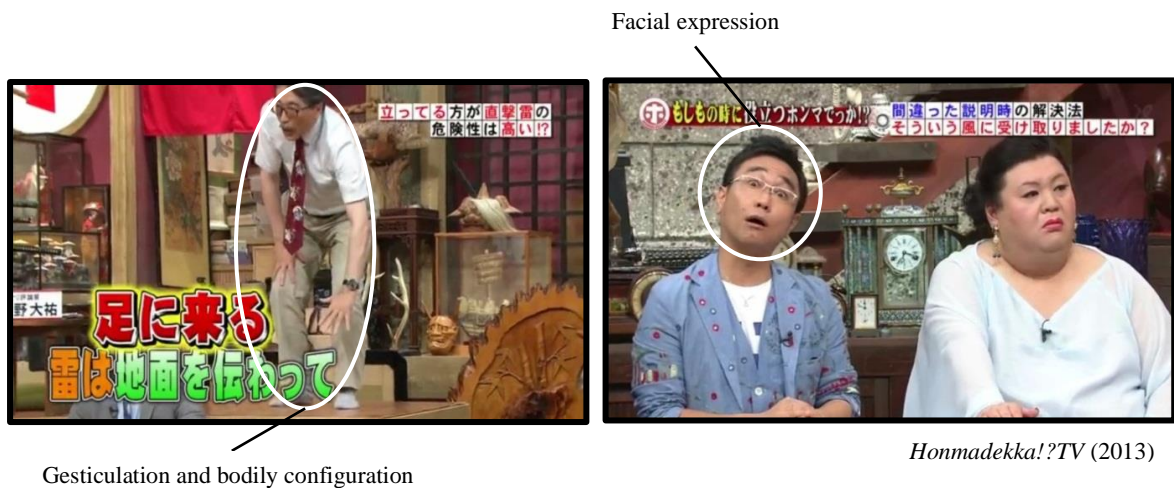 Facial expression
立ってる方が直撃雷の
危険性は高い!?
野大祐
足に来る
雷は地面を伝わって
ホ もしもの時に役立つホンマでっか!?
間違った説明時の解決法
そういう風に受け取りましたか?
Honmadekka!?TV (2013)
Gesticulation and bodily configuration